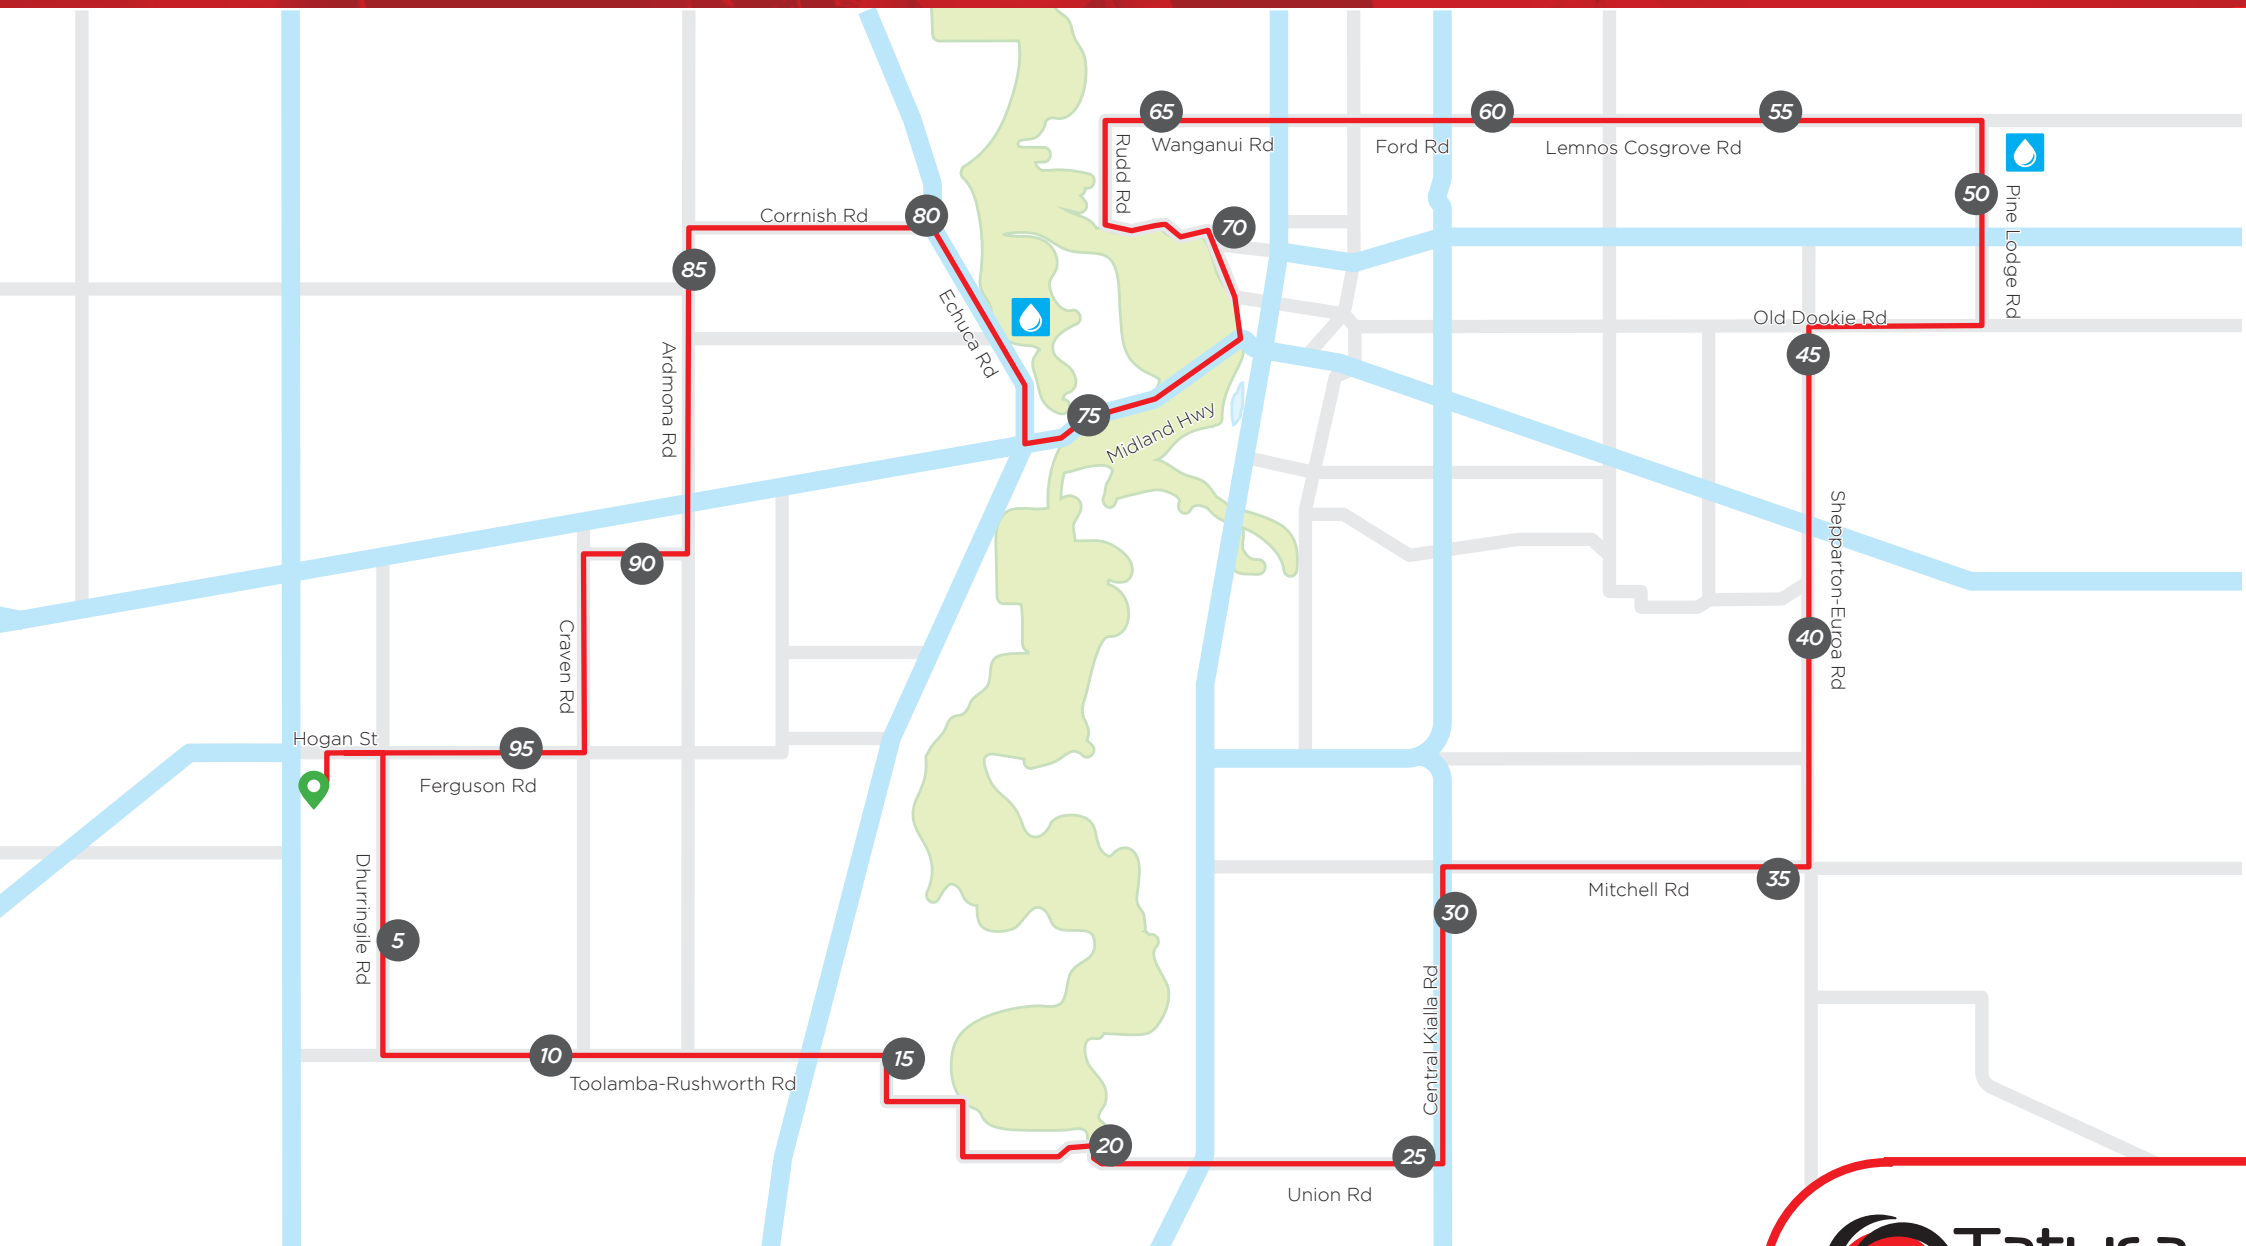 65
60
55
Wanganui Rd
Ford Rd
Lemnos Cosgrove Rd
Rudd Rd
50
Pine Lodge Rd
Corrnish Rd
80
70
85
Echuca Rd
Old Dookie Rd
45
Ardmona Rd
75
Midland Hwy
Shepparton-Euroa Rd
90
40
Craven Rd
Hogan St
95
Ferguson Rd
Dhurringile Rd
5
Mitchell Rd
35
30
Central Kialla Rd
10
15
Toolamba-Rushworth Rd
20
25
Union Rd
Tatura